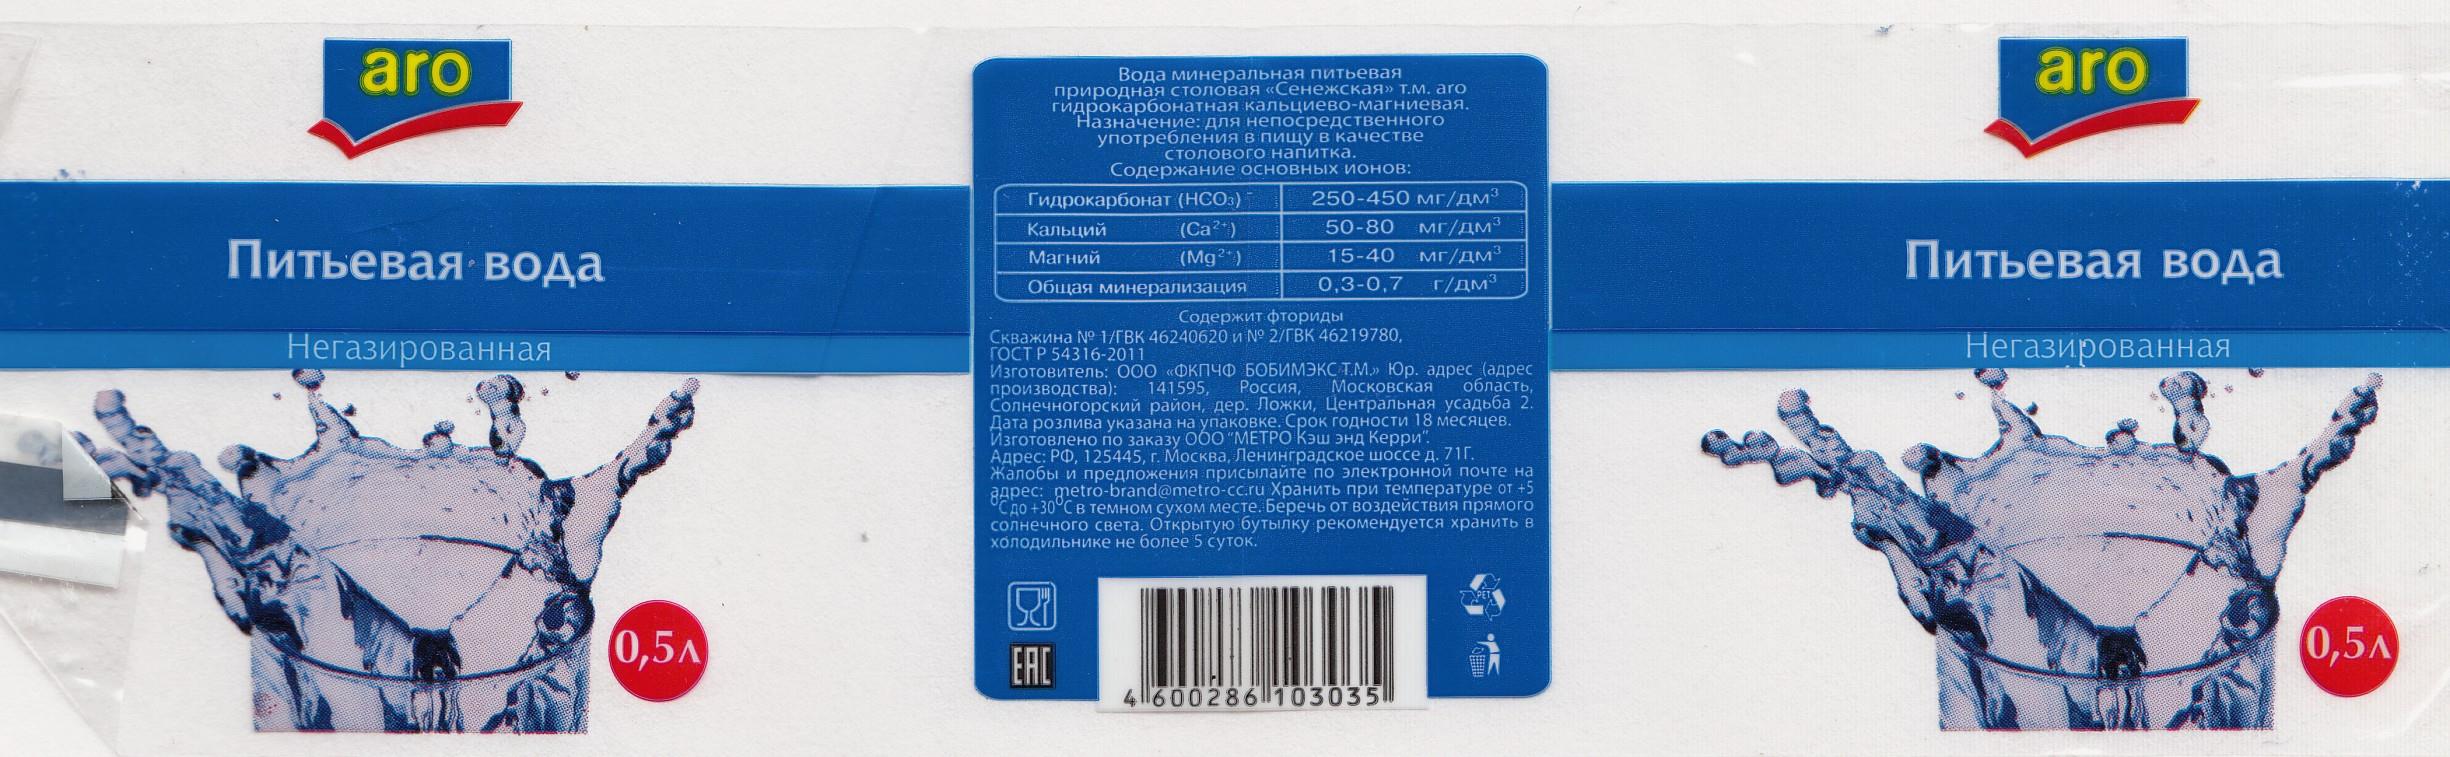 aro
Питьевая вода
Негазированная
0,5л
Вода минеральная питьевая
природная столовая «Сенежская» т.м. aro
гидрокарбонатная кальциево-магниевая.
Назначение: для непосредственного
употребления в пищу в качестве
столового напитка.
Содержание основных ионов:
Гидрокарбонат (HCO₃)⁻ 250-450 мг/дм³
Кальций (Ca²⁺) 50-80 мг/дм³
Магний (Mg²⁺) 15-40 мг/дм³
Общая минерализация 0,3-0,7 г/дм³
Содержит фториды
Скважина № 1/ГВК 46240620 и № 2/ГВК 46219780,
ГОСТ Р 54316-2011
Изготовитель: ООО «ФКПЧФ БОБИМЭКС Т.М.» Юр. адрес (адрес
производства): 141595, Россия, Московская область,
Солнечногорский район, дер. Ложки, Центральная усадьба 2.
Дата розлива указана на упаковке. Срок годности 18 месяцев.
Изготовлено по заказу ООО "МЕТРО Кэш энд Керри".
Адрес: РФ, 125445, г. Москва, Ленинградское шоссе д. 71Г.
Жалобы и предложения присылайте по электронной почте на
адрес: metro-brand@metro-cc.ru Хранить при температуре от +5
⁰С до +30⁰С в темном сухом месте. Беречь от воздействия прямого
солнечного света. Открытую бутылку рекомендуется хранить в
холодильнике не более 5 суток.
EAC
4 600286 103035
PET
aro
Питьевая вода
Негазированная
0,5л